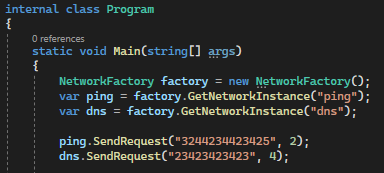 internal class Program
{
0 references
static void Main(string[] args)
{
NetworkFactory factory = new NetworkFactory();
var ping = factory.GetNetworkInstance("ping");
var dns = factory.GetNetworkInstance("dns");
ping.SendRequest("3244234423425", 2);
dns.SendRequest("23423423423", 4);